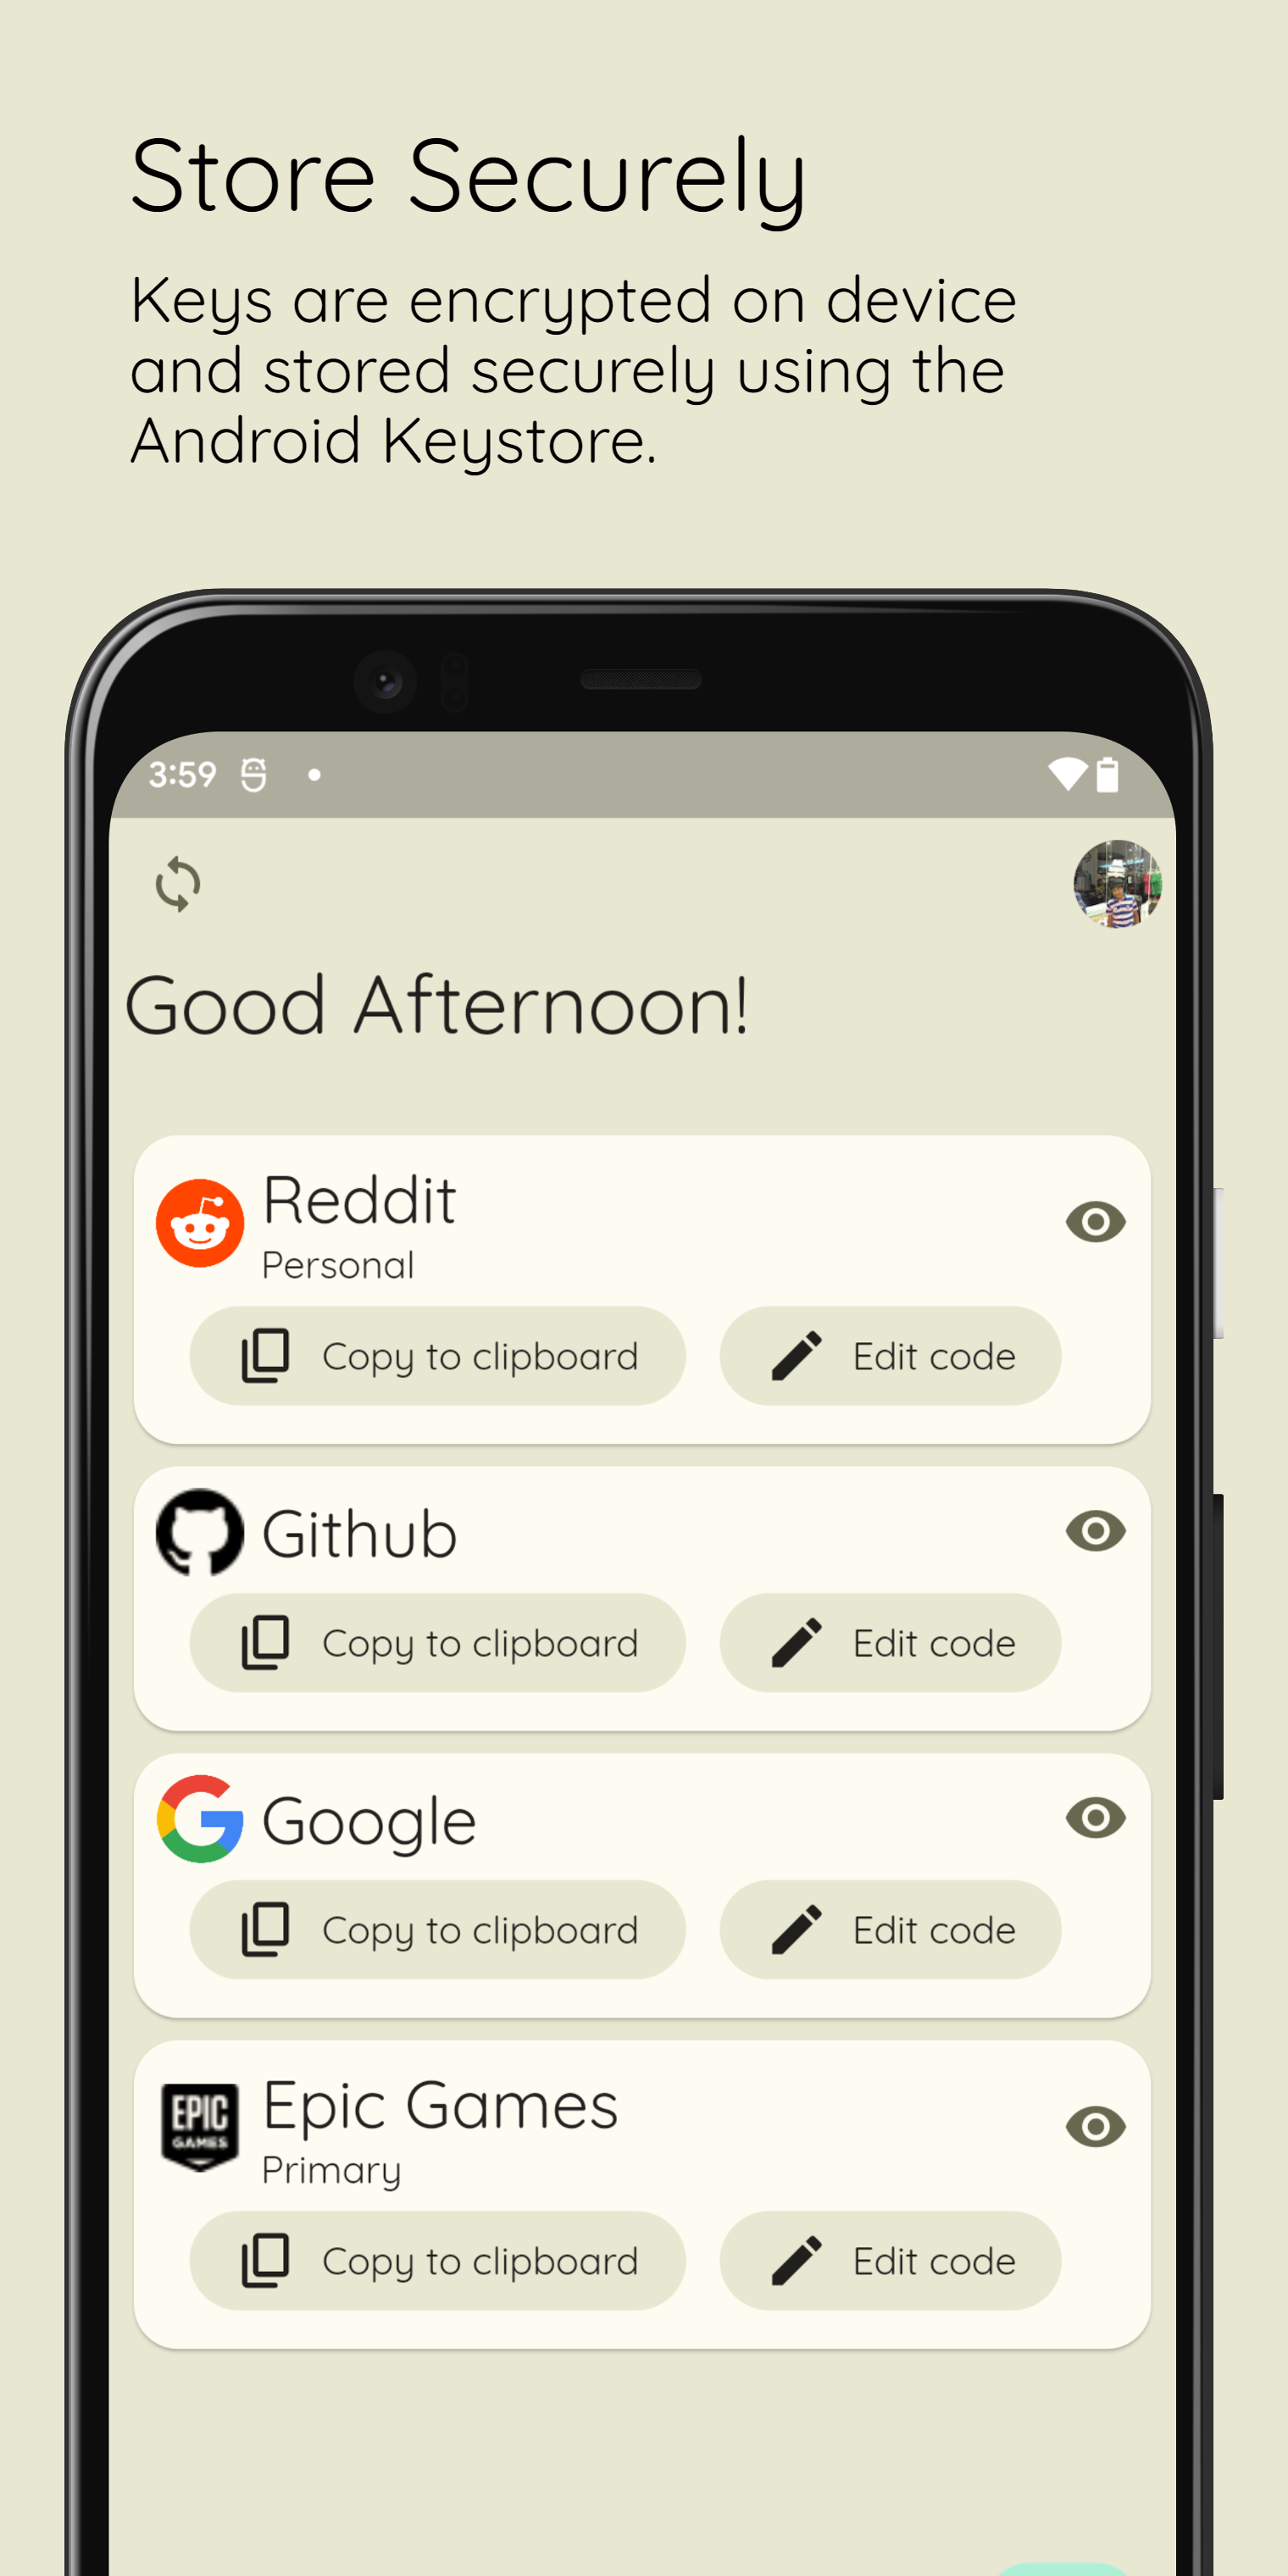 Store Securely
Keys are encrypted on device
and stored securely using the
Android Keystore.
3:59
Good Afternoon!
Reddit
Personal
Copy to clipboard
Edit code
Github
Copy to clipboard
Edit code
Google
Copy to clipboard
Edit code
EPIC
GAMES
Epic Games
Primary
Copy to clipboard
Edit code